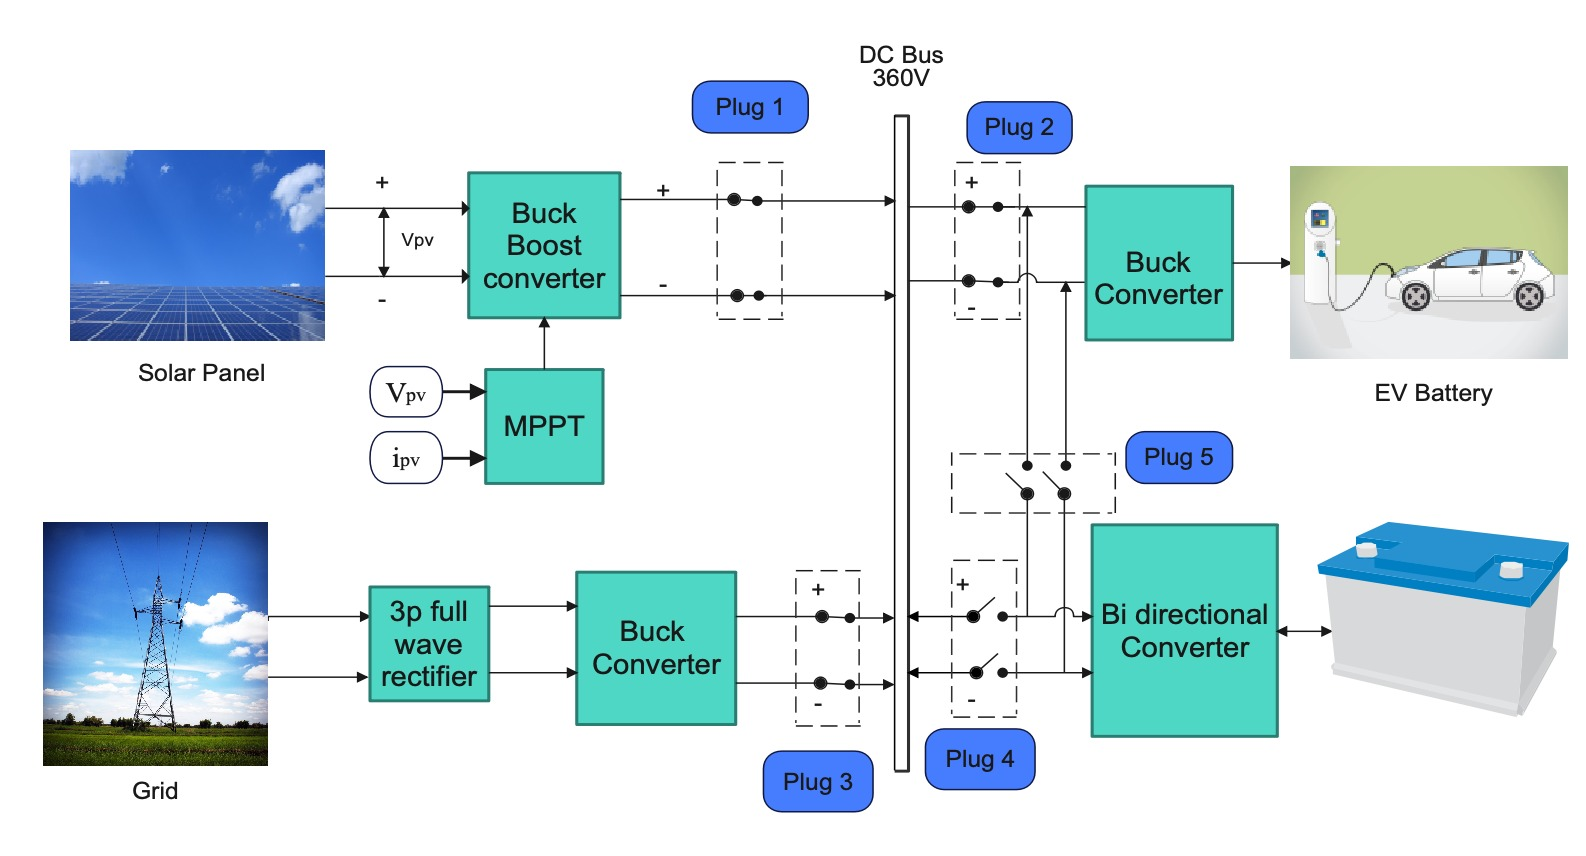 DC Bus
360V
Plug 1
Plug 2
+
Vpv
-
Buck
Boost
converter
+
-
+
-
Buck
Converter
Solar Panel
EV Battery
Vpv
ipv
MPPT
Plug 5
3p full
wave
rectifier
Buck
Converter
+
-
+
-
Bi directional
Converter
Grid
Plug 3
Plug 4